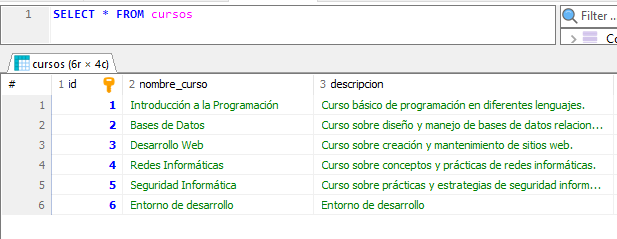 1 SELECT * FROM cursos
Filter ...
Co
cursos (6r × 4c)
# 1 id 2 nombre_curso 3 descripcion
1 1 Introducción a la Programación Curso básico de programación en diferentes lenguajes.
2 2 Bases de Datos Curso sobre diseño y manejo de bases de datos relacion...
3 3 Desarrollo Web Curso sobre creación y mantenimiento de sitios web.
4 4 Redes Informáticas Curso sobre conceptos y prácticas de redes informáticas.
5 5 Seguridad Informática Curso sobre prácticas y estrategias de seguridad inform...
6 6 Entorno de desarrollo Entorno de desarrollo